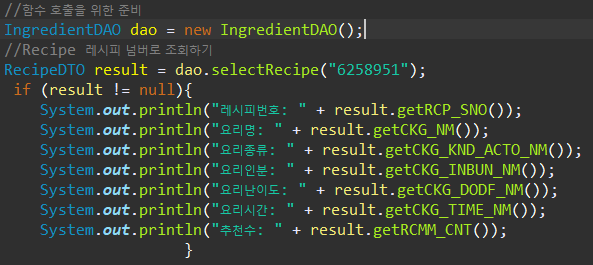 //함수 호출을 위한 준비
IngredientDAO dao = new IngredientDAO();
//Recipe 레시피 넘버로 조회하기
RecipeDTO result = dao.selectRecipe("6258951");
if (result != null){
System.out.println("레시피번호: " + result.getRCP_SNO());
System.out.println("요리명: " + result.getCKG_NM());
System.out.println("요리종류: " + result.getCKG_KND_ACTO_NM());
System.out.println("요리인분: " + result.getCKG_INBUN_NM());
System.out.println("요리난이도: " + result.getCKG_DODF_NM());
System.out.println("요리시간: " + result.getCKG_TIME_NM());
System.out.println("추천수: " + result.getRCMM_CNT());
}